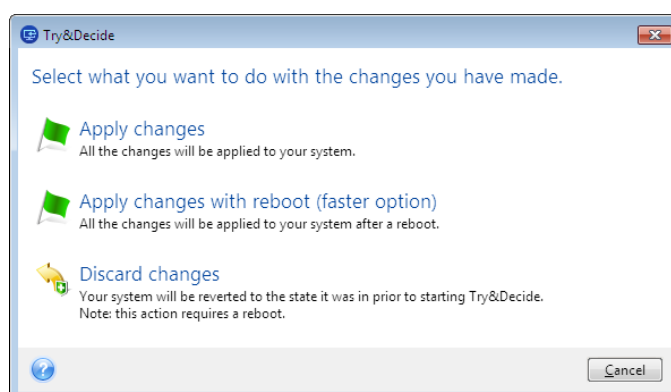 Try&Decide
Select what you want to do with the changes you have made.
Apply changes
All the changes will be applied to your system.
Apply changes with reboot (faster option)
All the changes will be applied to your system after a reboot.
Discard changes
Your system will be reverted to the state it was in prior to starting Try&Decide.
Note: this action requires a reboot.
Cancel